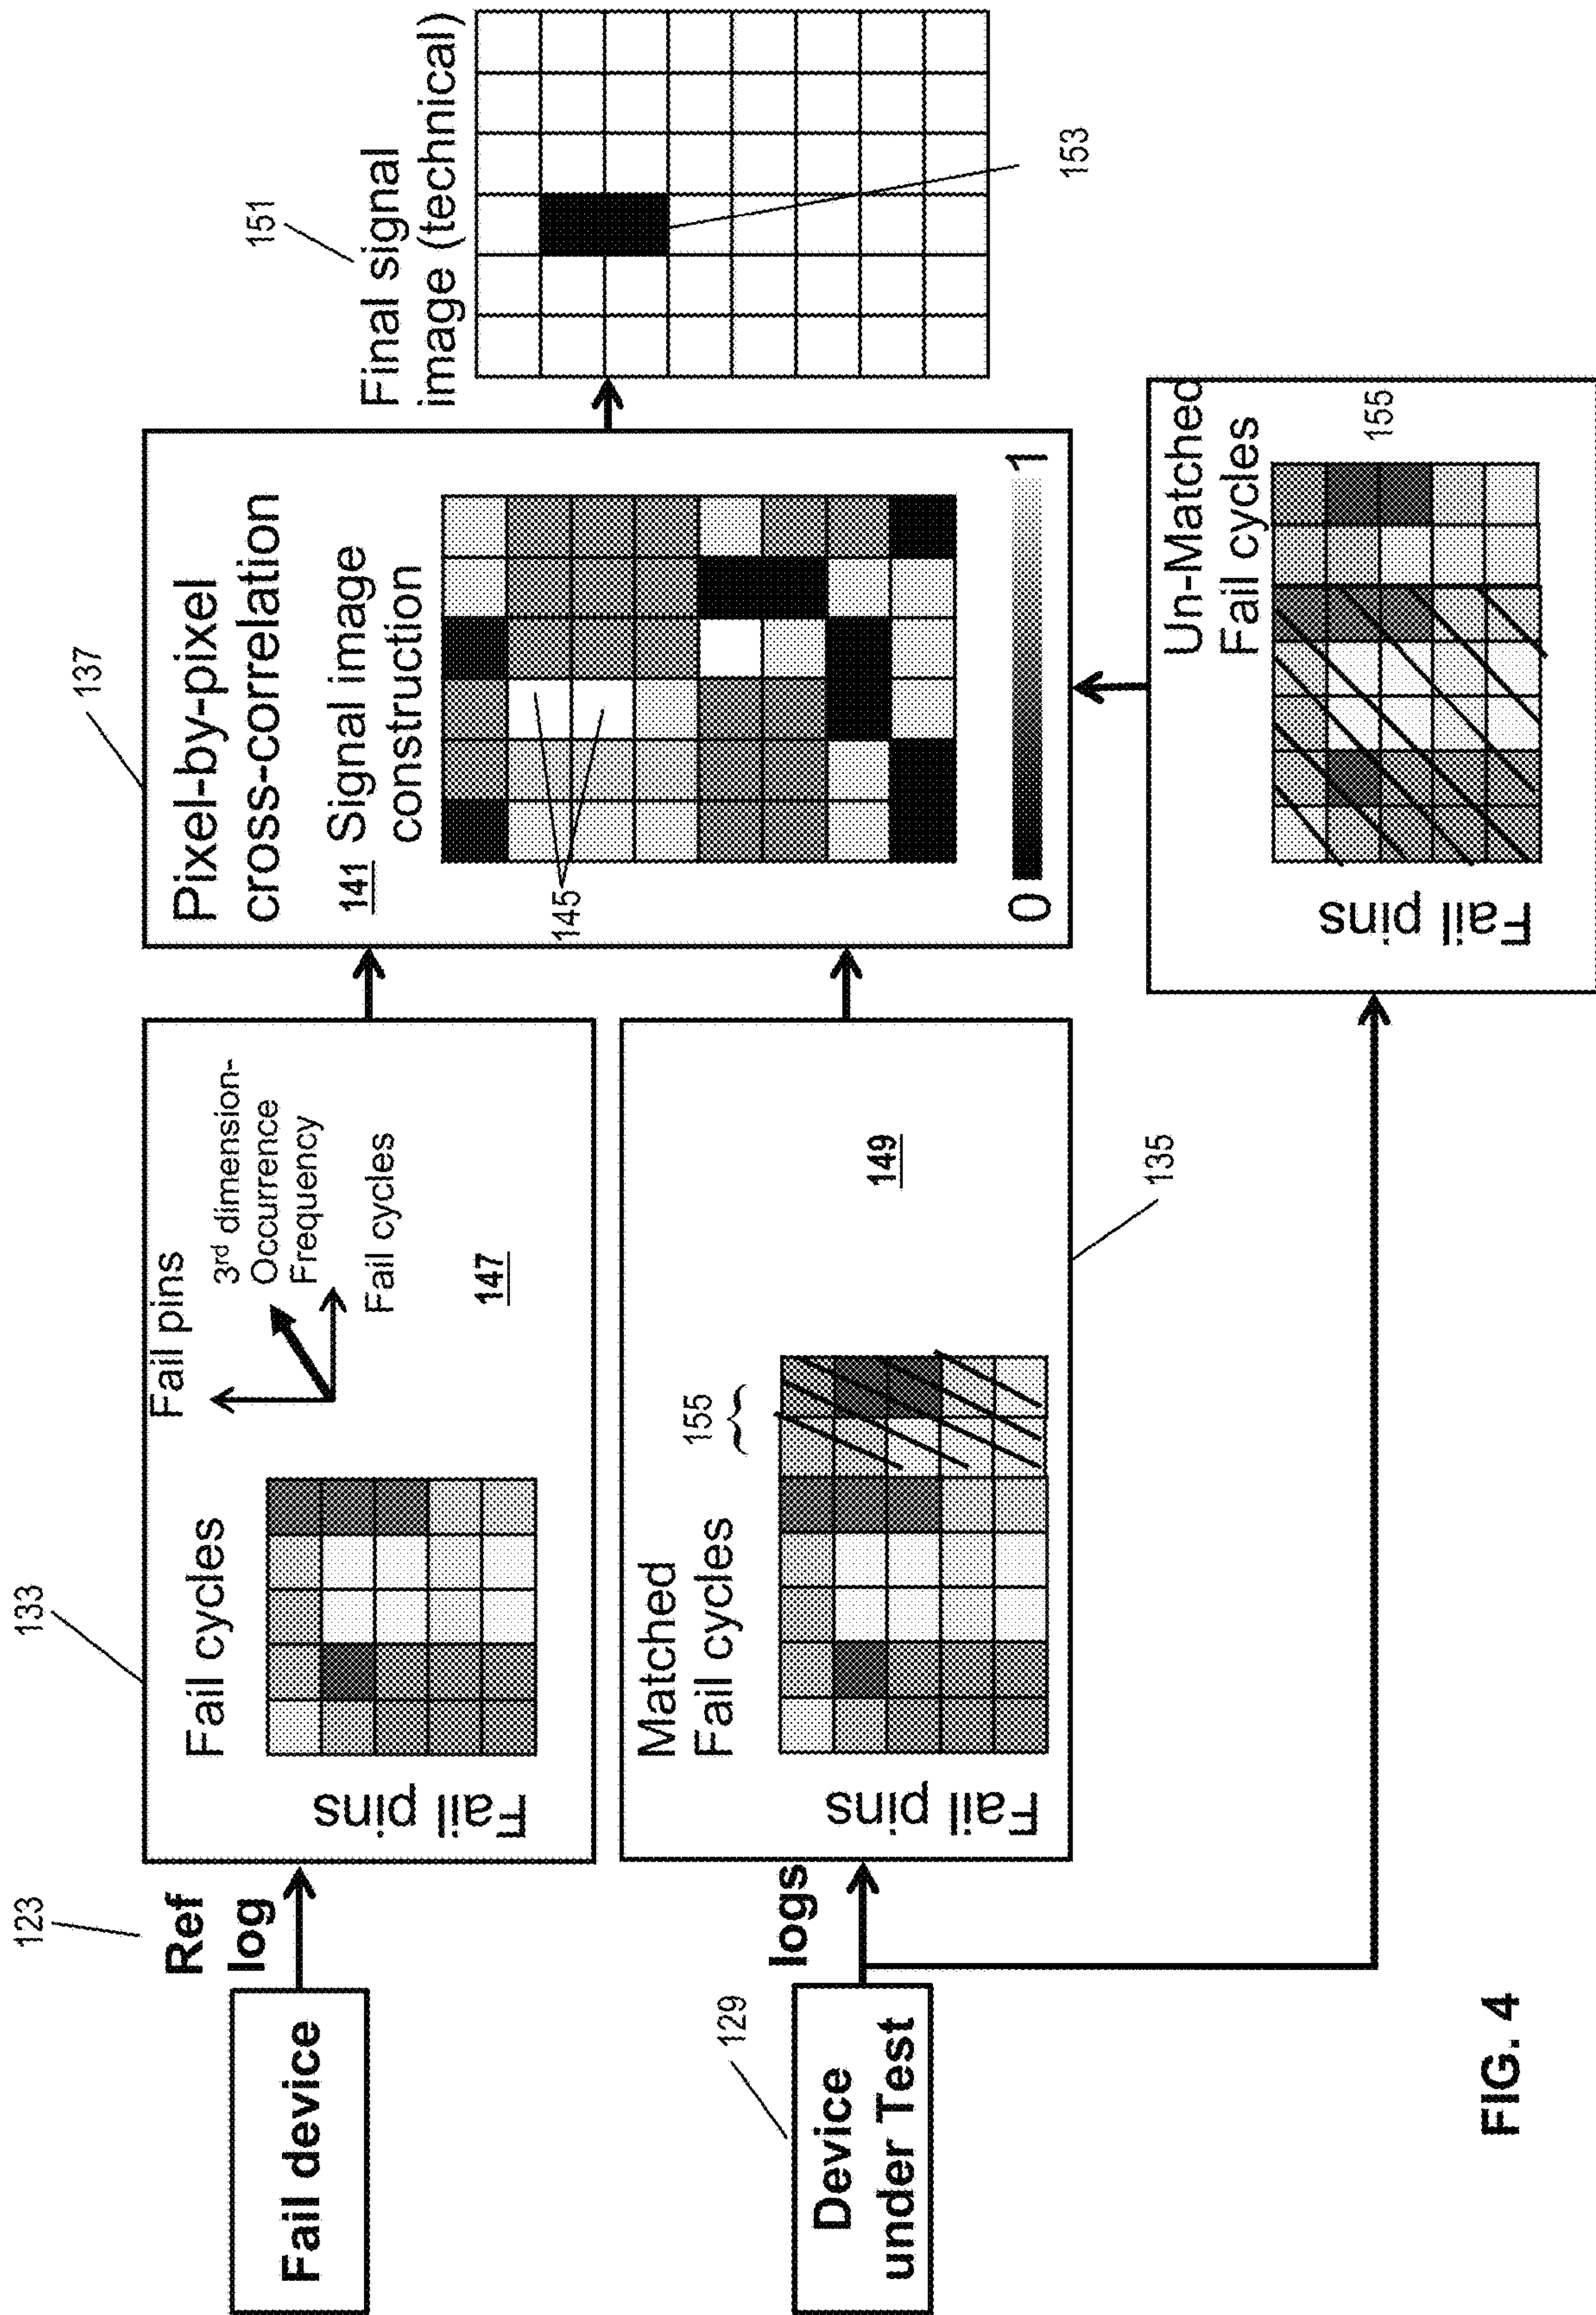 123
Ref
log
Fail device
133
Fail cycles
Fail pins
Fail pins
3rd dimension-
Occurrence
Frequency
Fail cycles
147
129
Device
under Test
logs
Matched
Fail cycles
155
Fail pins
149
135
137
Pixel-by-pixel
cross-correlation
141 Signal image
construction
145
0
1
151
Final signal
image (technical)
153
Un-Matched
Fail cycles
155
Fail pins
FIG. 4